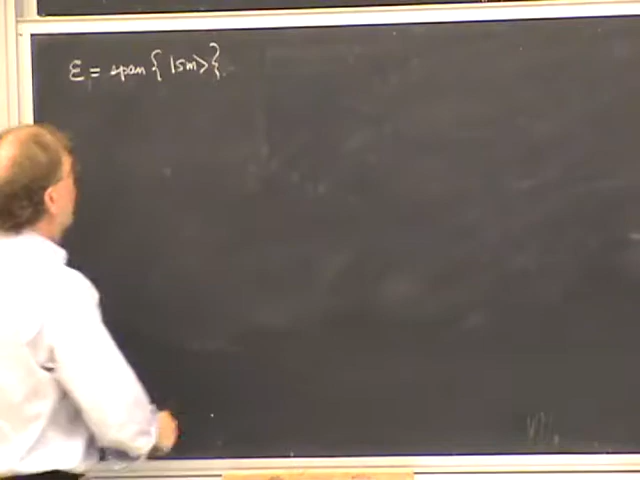 ε = span { |sm> }